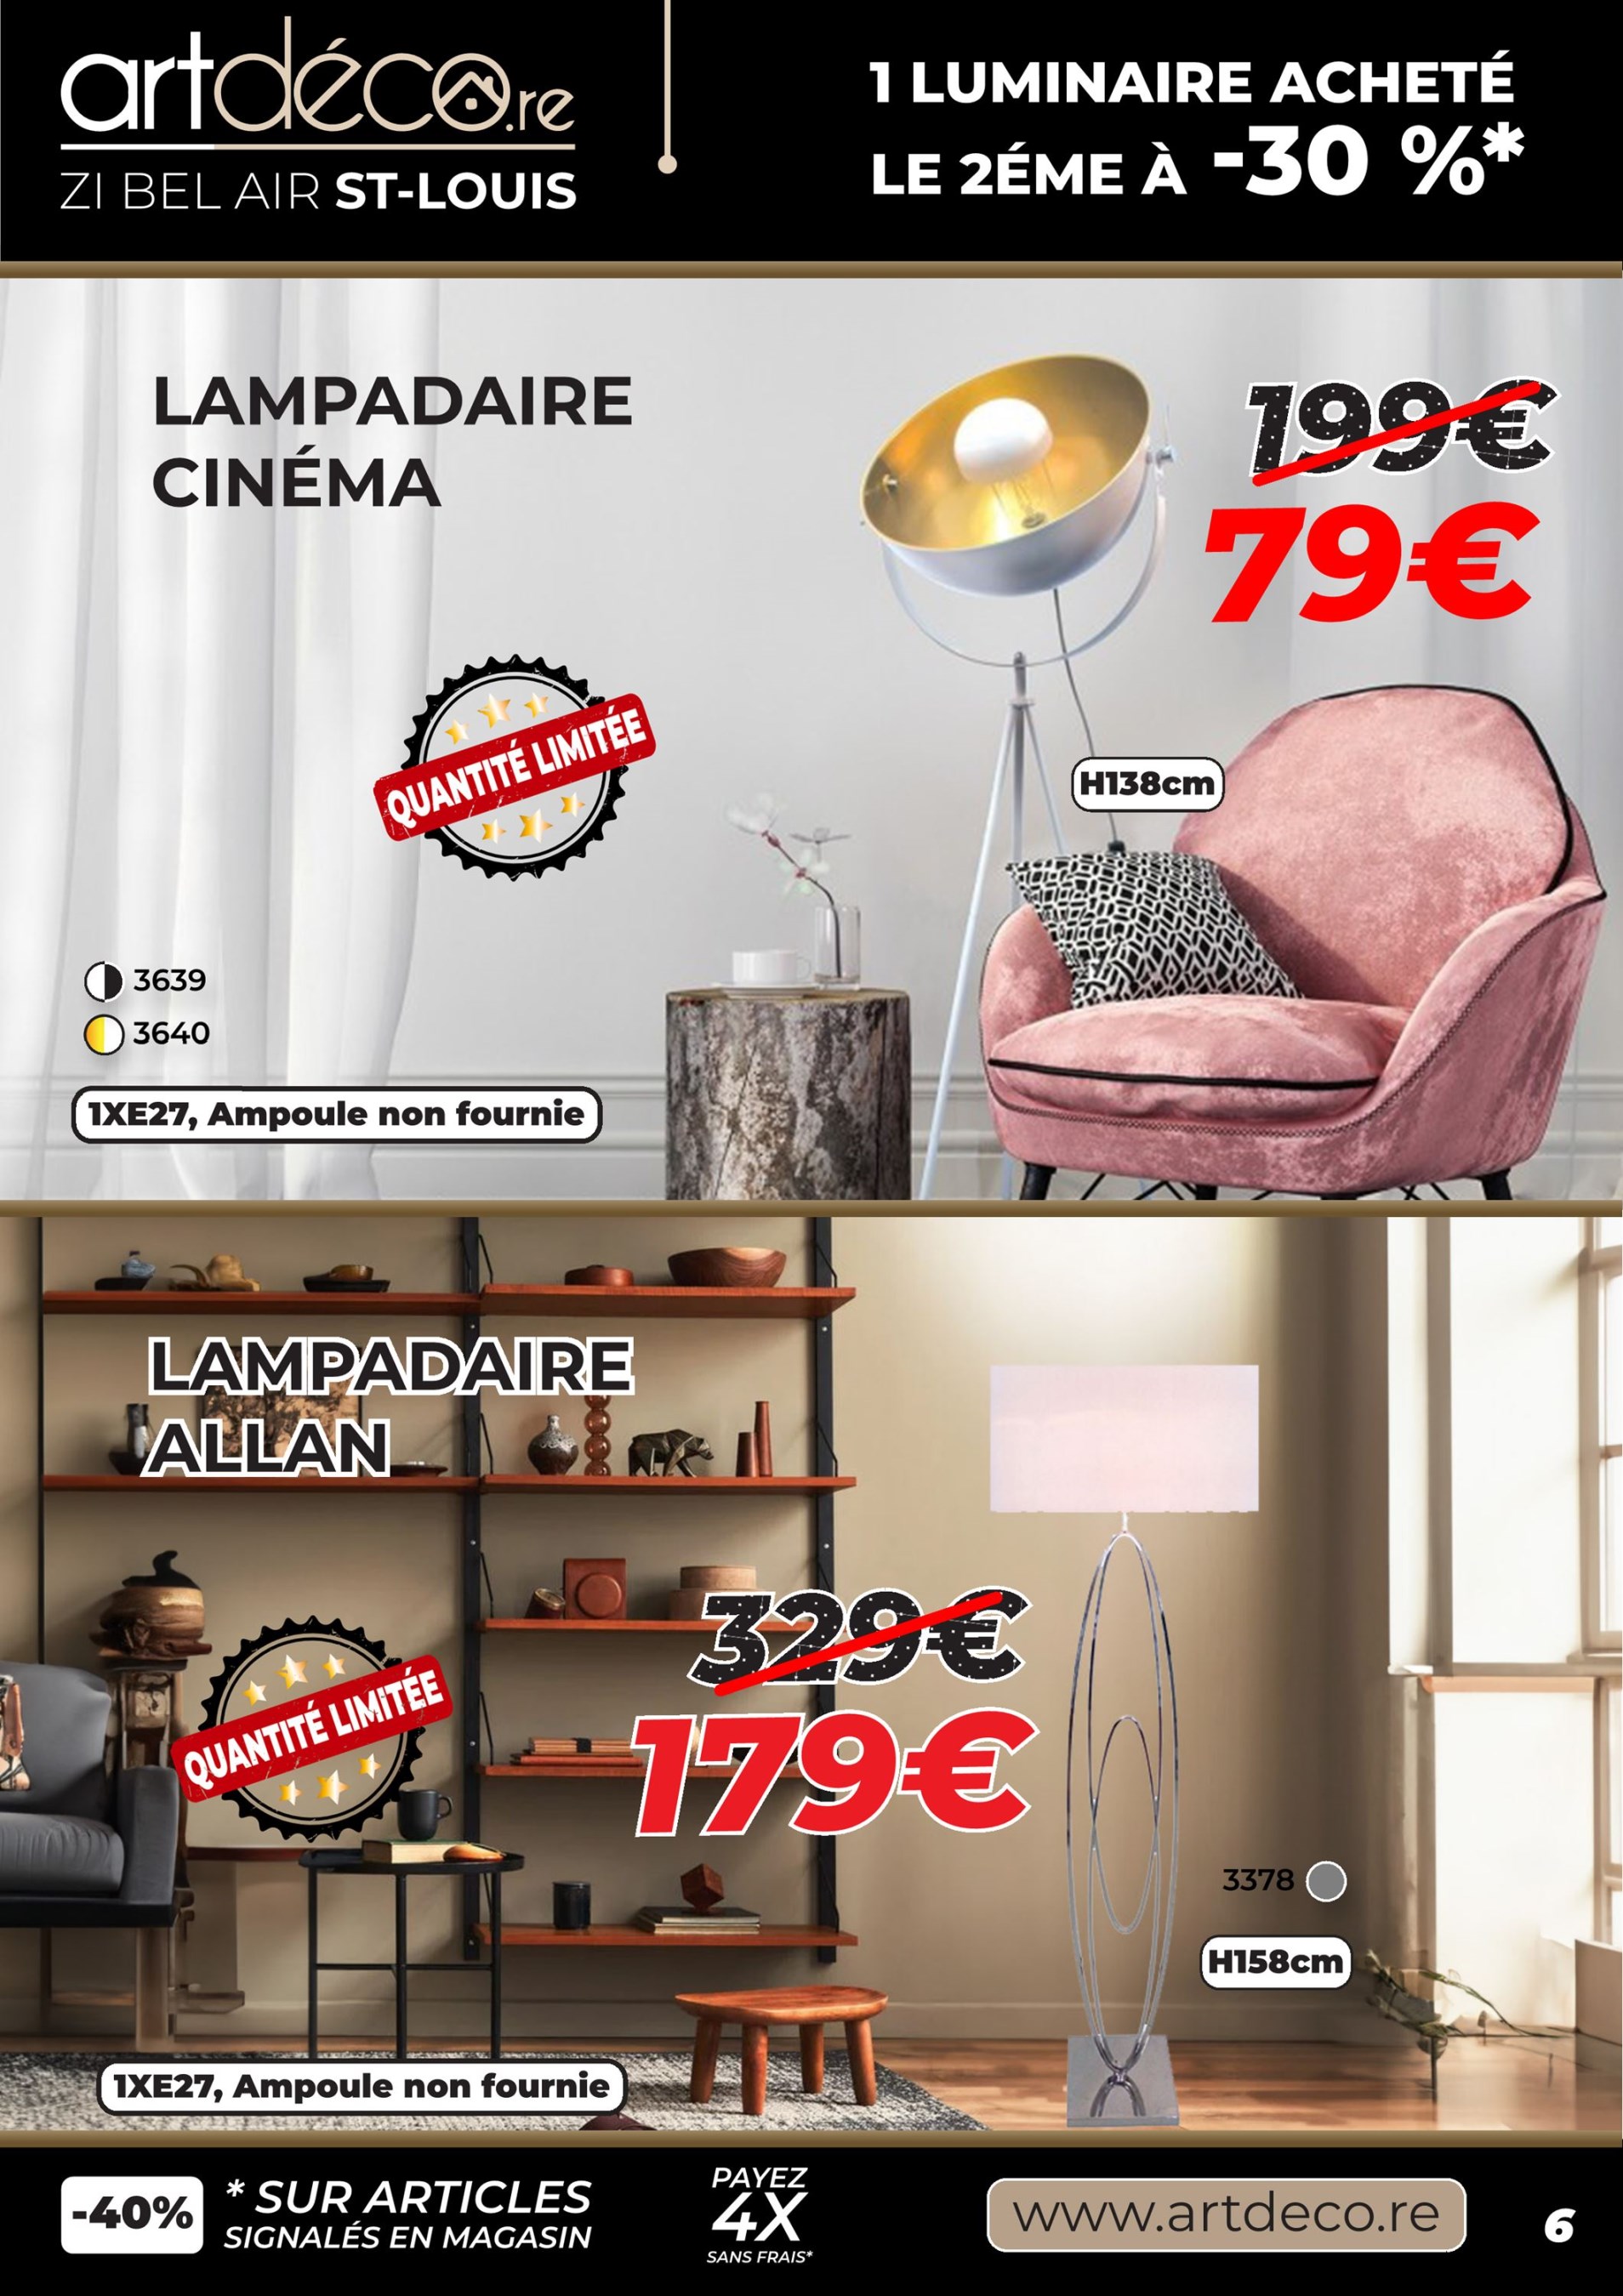 artdéco.re
ZI BEL AIR ST-LOUIS
1 LUMINAIRE ACHETÉ
LE 2ÉME À -30 %*
LAMPADAIRE
CINÉMA
199€
79€
QUANTITÉ LIMITÉE
H138cm
3639
3640
1XE27, Ampoule non fournie
LAMPADAIRE
ALLAN
329€
179€
QUANTITÉ LIMITÉE
3378
H158cm
1XE27, Ampoule non fournie
-40%
* SUR ARTICLES
SIGNALÉS EN MAGASIN
PAYEZ
4X
SANS FRAIS*
www.artdeco.re
6